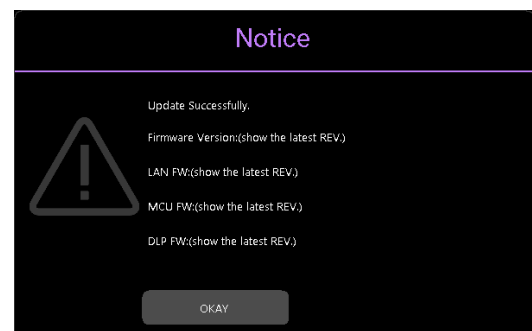 Notice
Update Successfully.
Firmware Version:(show the latest REV.)
LAN FW:(show the latest REV.)
MCU FW:(show the latest REV.)
DLP FW:(show the latest REV.)
OKAY